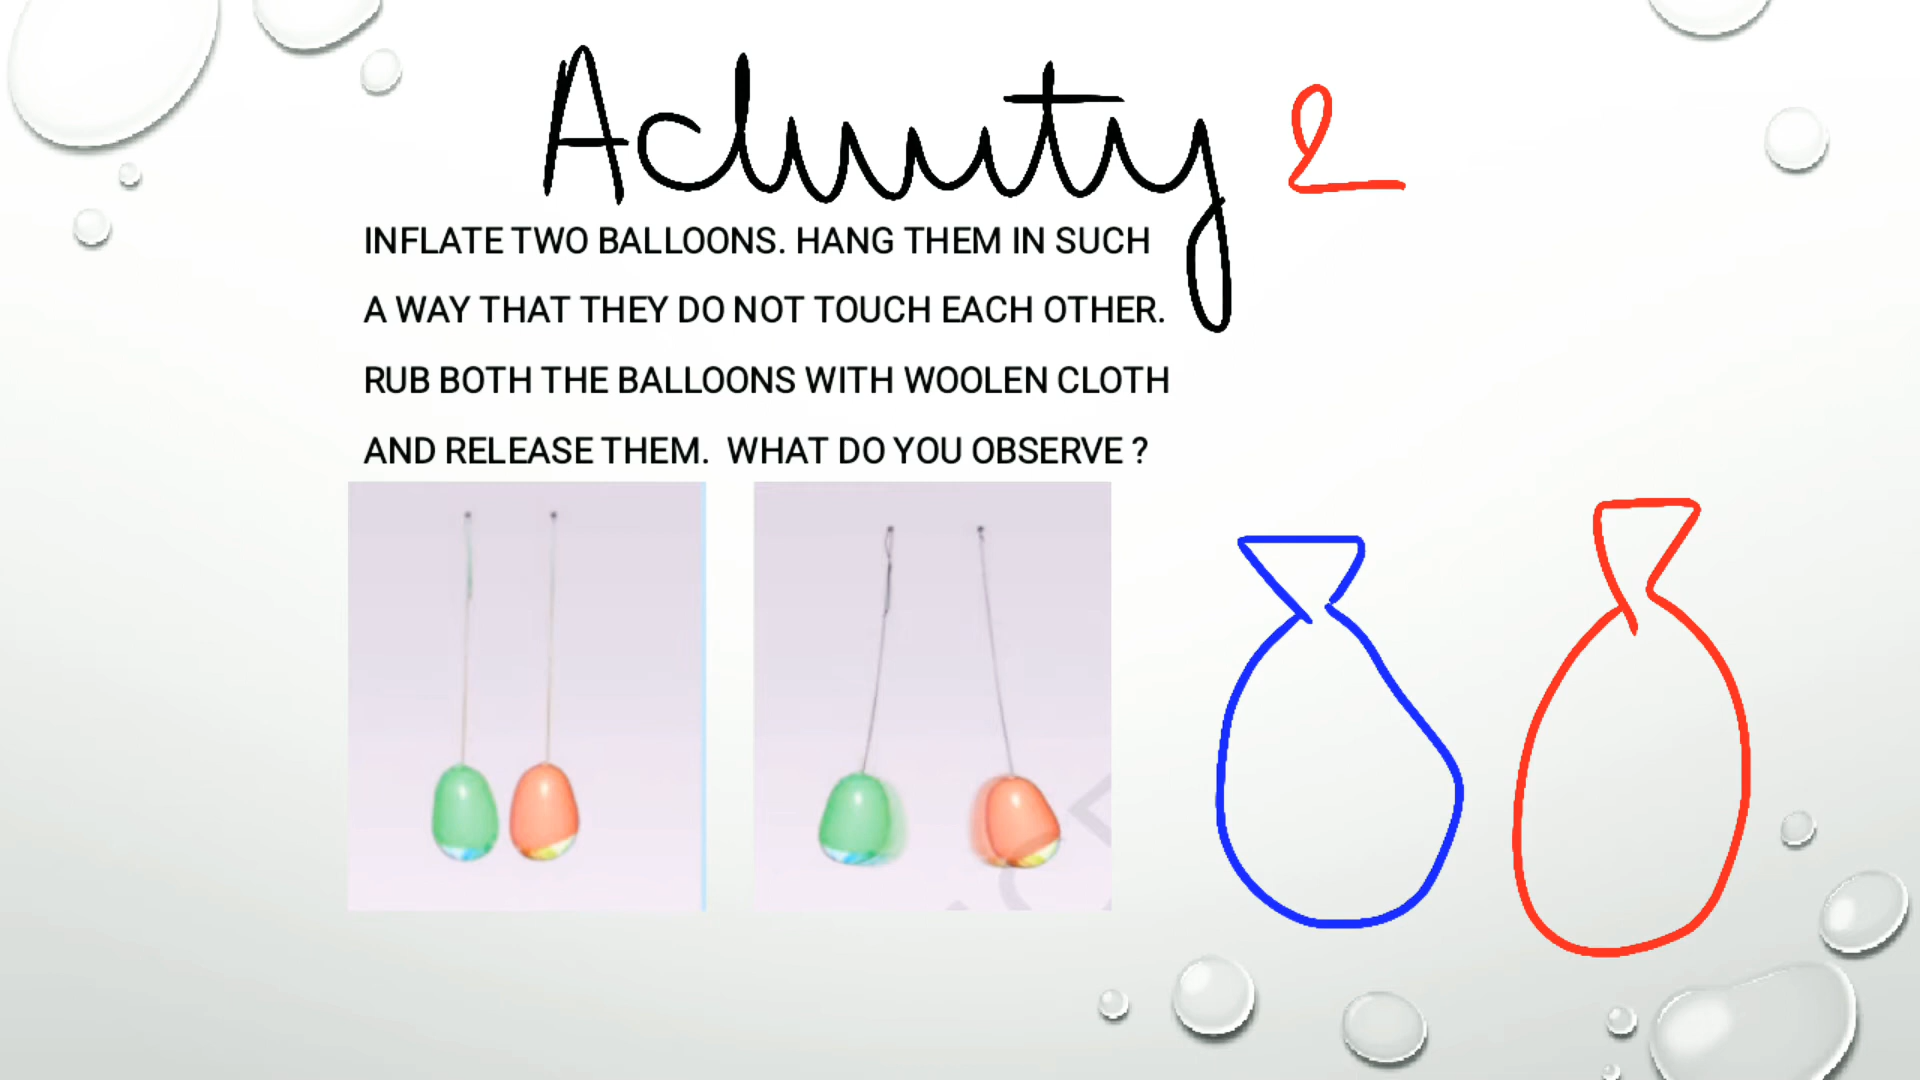 Activity 2
INFLATE TWO BALLOONS. HANG THEM IN SUCH
A WAY THAT THEY DO NOT TOUCH EACH OTHER.
RUB BOTH THE BALLOONS WITH WOOLEN CLOTH
AND RELEASE THEM. WHAT DO YOU OBSERVE ?